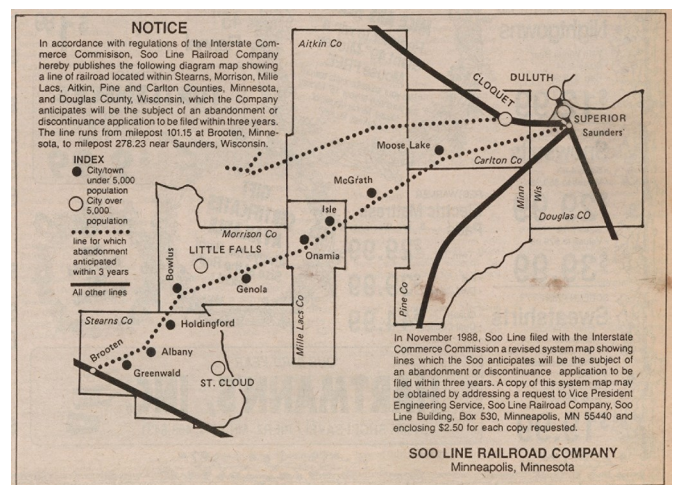 NOTICE
In accordance with regulations of the Interstate Com-
merce Commisison, Soo Line Railroad Company
hereby publishes the following diagram map showing
a line of railroad located within Stearns, Morrison, Mille
Lacs, Aitkin, Pine and Carlton Counties, Minnesota,
and Douglas County, Wisconsin, which the Company
anticipates will be the subject of an abandonment or
discontinuance application to be filed within three years.
The line runs from milepost 101.15 at Brooten, Minne-
sota, to milepost 278.23 near Saunders, Wisconsin.
INDEX
City/town
under 5,000
population
City over
5,000
population
line for which
abandonment
anticipated
within 3 years
All other lines
Aitkin Co
CLOQUET
DULUTH
SUPERIOR
Saunders'
Moose Lake
Carlton Co
McGrath
Minn
Wis
Isle
Douglas CO
Morrison Co
LITTLE FALLS
Onamia
Bowlus
Genola
Pine Co
Mille Lacs Co
Stearns Co
Holdingford
Brooten
Albany
Greenwald
ST. CLOUD
In November 1988, Soo Line filed with the Interstate
Commerce Commission a revised system map showing
lines which the Soo anticipates will be the subject of
an abandonment or discontinuance application to be
filed within three years. A copy of this system map may
be obtained by addressing a request to Vice President
Engineering Service, Soo Line Railroad Company, Soo
Line Building, Box 530, Minneapolis, MN 55440 and
enclosing $2.50 for each copy requested.
SOO LINE RAILROAD COMPANY
Minneapolis, Minnesota